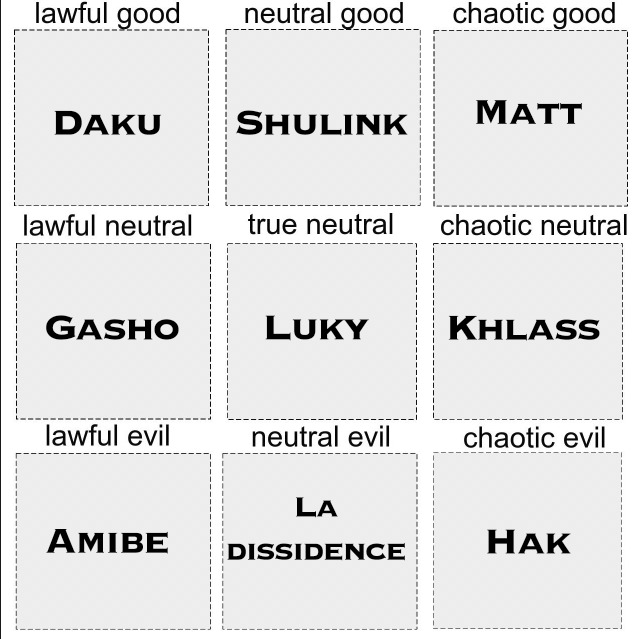 lawful good neutral good chaotic good
DAKU SHULINK MATT
lawful neutral true neutral chaotic neutral
GASHO LUKY KHLASS
lawful evil neutral evil chaotic evil
AMIBE LA DISSIDENCE HAK